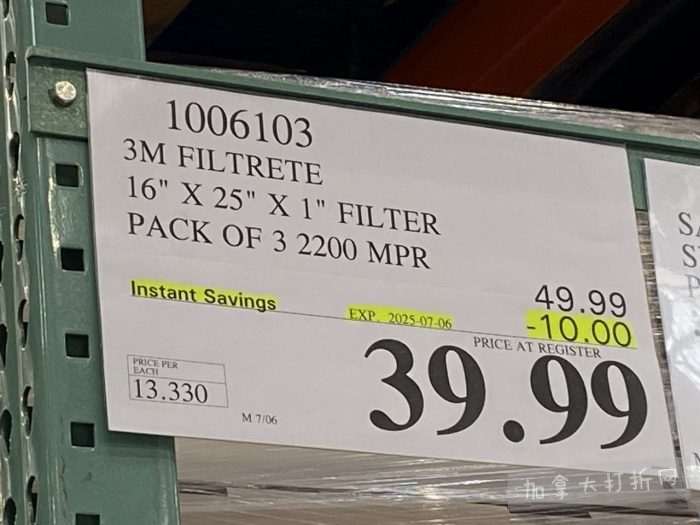 1006103
3M FILTRETE
16" X 25" X 1" FILTER
PACK OF 3 2200 MPR
Instant Savings
EXP. 2025-07-06
49.99
-10.00
PRICE AT REGISTER
39.99
PRICE PER
EACH
13.330
M 7/06
加拿大打折网